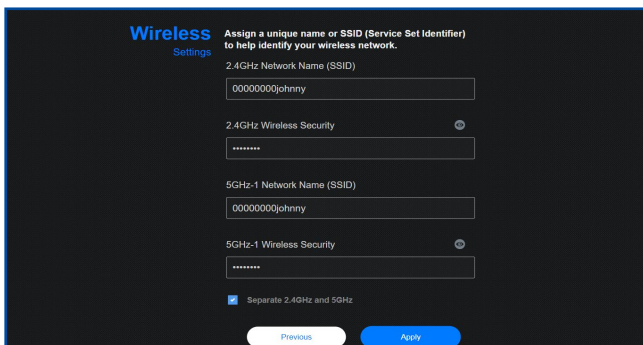 Wireless
Settings
Assign a unique name or SSID (Service Set Identifier)
to help identify your wireless network.
2.4GHz Network Name (SSID)
00000000johnny
2.4GHz Wireless Security
••••••••
5GHz-1 Network Name (SSID)
00000000johnny
5GHz-1 Wireless Security
••••••••
Separate 2.4GHz and 5GHz
Previous
Apply